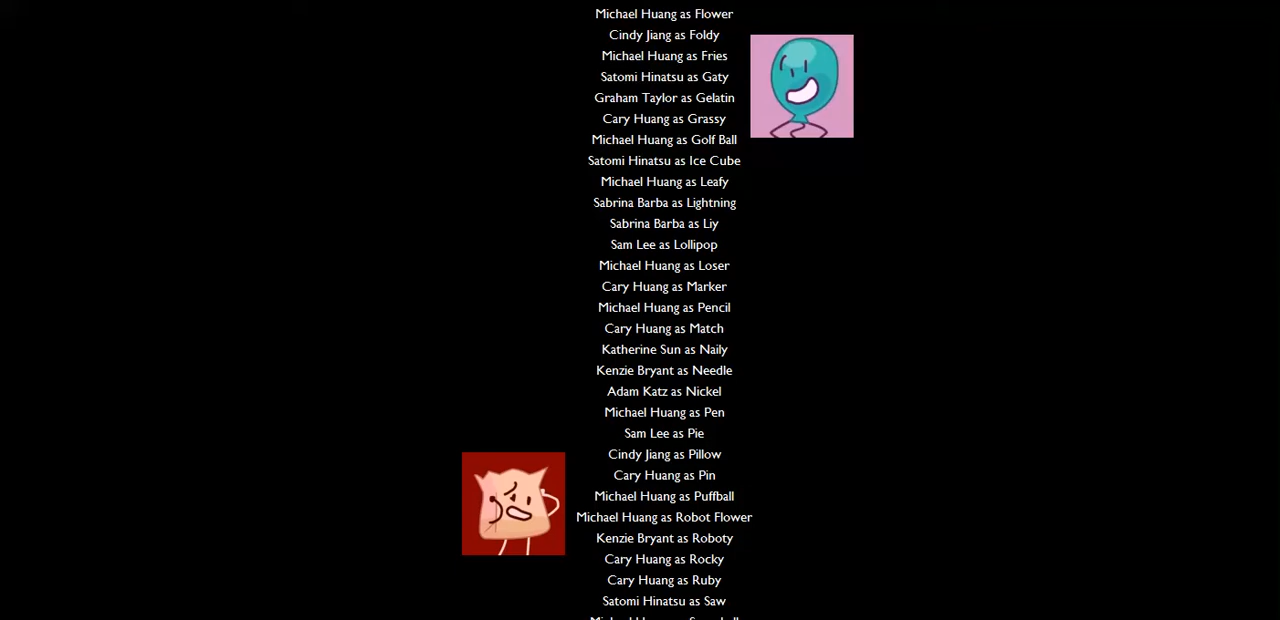 Michael Huang as Flower
Cindy Jiang as Foldy
Michael Huang as Fries
Satomi Hinatsu as Gaty
Graham Taylor as Gelatin
Cary Huang as Grassy
Michael Huang as Golf Ball
Satomi Hinatsu as Ice Cube
Michael Huang as Leafy
Sabrina Barba as Lightning
Sabrina Barba as Liy
Sam Lee as Lollipop
Michael Huang as Loser
Cary Huang as Marker
Michael Huang as Pencil
Cary Huang as Match
Katherine Sun as Naily
Kenzie Bryant as Needle
Adam Katz as Nickel
Michael Huang as Pen
Sam Lee as Pie
Cindy Jiang as Pillow
Cary Huang as Pin
Michael Huang as Puffball
Michael Huang as Robot Flower
Kenzie Bryant as Roboty
Cary Huang as Rocky
Cary Huang as Ruby
Satomi Hinatsu as Saw